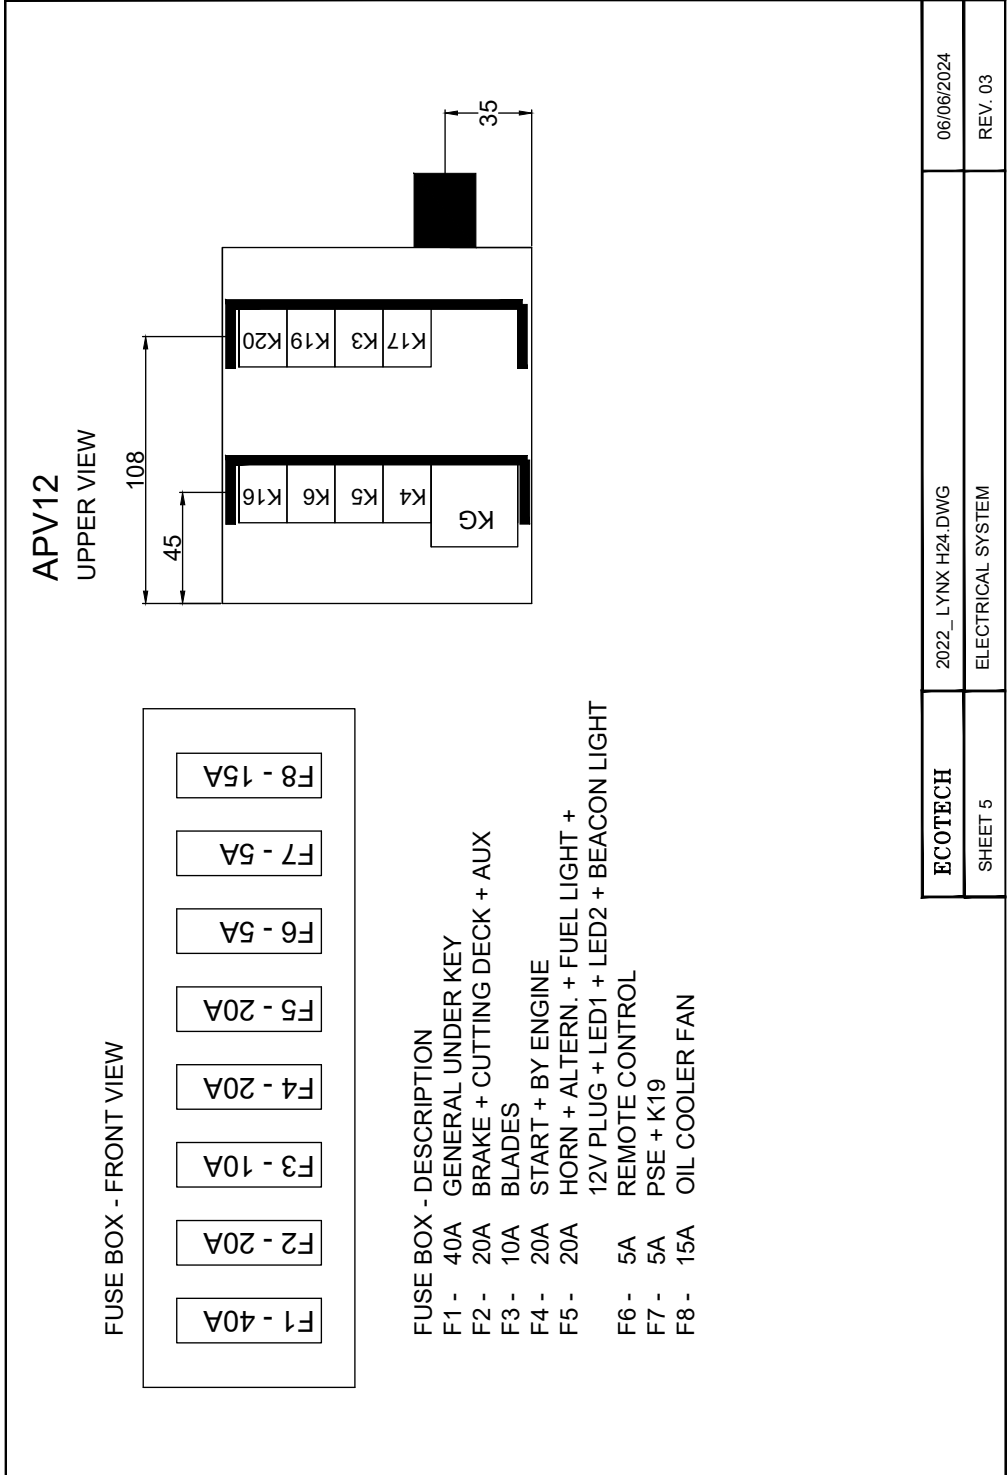 APV12
UPPER VIEW
108
45
35
K16
K6
K5
K4
KG
K20
K19
K3
K17
FUSE BOX - FRONT VIEW
F1 - 40A
F2 - 20A
F3 - 10A
F4 - 20A
F5 - 20A
F6 - 5A
F7 - 5A
F8 - 15A
FUSE BOX - DESCRIPTION
F1 - 40A GENERAL UNDER KEY
F2 - 20A BRAKE + CUTTING DECK + AUX
F3 - 10A BLADES
F4 - 20A START + BY ENGINE
F5 - 20A HORN + ALTERN. + FUEL LIGHT +
12V PLUG + LED1 + LED2 + BEACON LIGHT
F6 - 5A REMOTE CONTROL
F7 - 5A PSE + K19
F8 - 15A OIL COOLER FAN
ECOTECH 2022_ LYNX H24.DWG 06/06/2024
SHEET 5 ELECTRICAL SYSTEM REV. 03